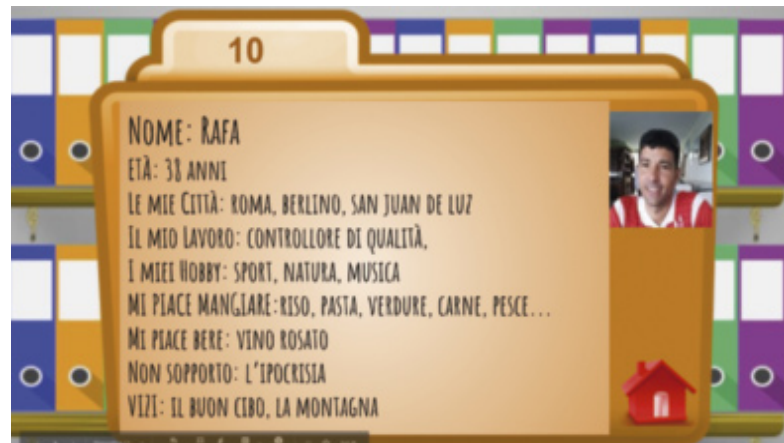 10
Nome: Rafa
età: 38 anni
Le mie Città: roma, berlino, san juan de luz
Il mio Lavoro: controllore di qualità,
I miei Hobby: sport, natura, musica
MI PIACE MANGIARE:riso, pasta, verdure, carne, pesce...
Mi piace bere: vino rosato
Non sopporto: l'ipocrisia
VIZI: il buon cibo, la montagna